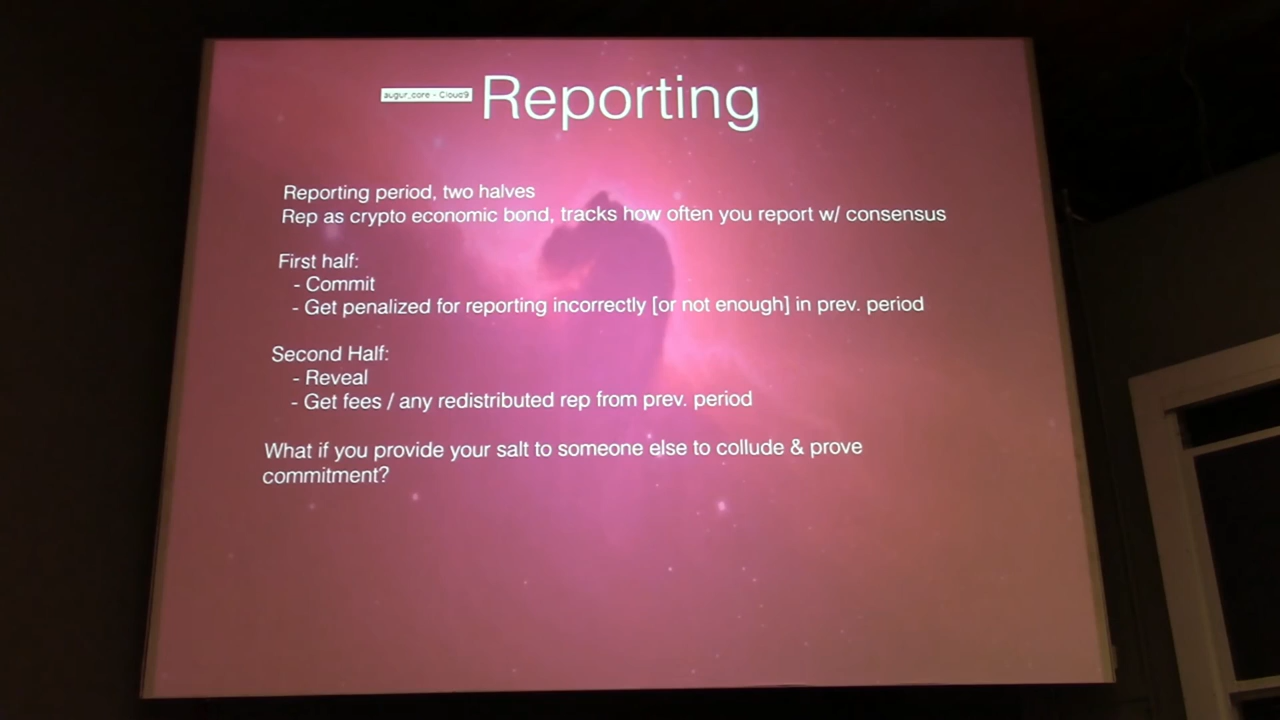 augur_core - Cloud9
Reporting
Reporting period, two halves
Rep as crypto economic bond, tracks how often you report w/ consensus
First half:
- Commit
- Get penalized for reporting incorrectly [or not enough] in prev. period
Second Half:
- Reveal
- Get fees / any redistributed rep from prev. period
What if you provide your salt to someone else to collude & prove
commitment?